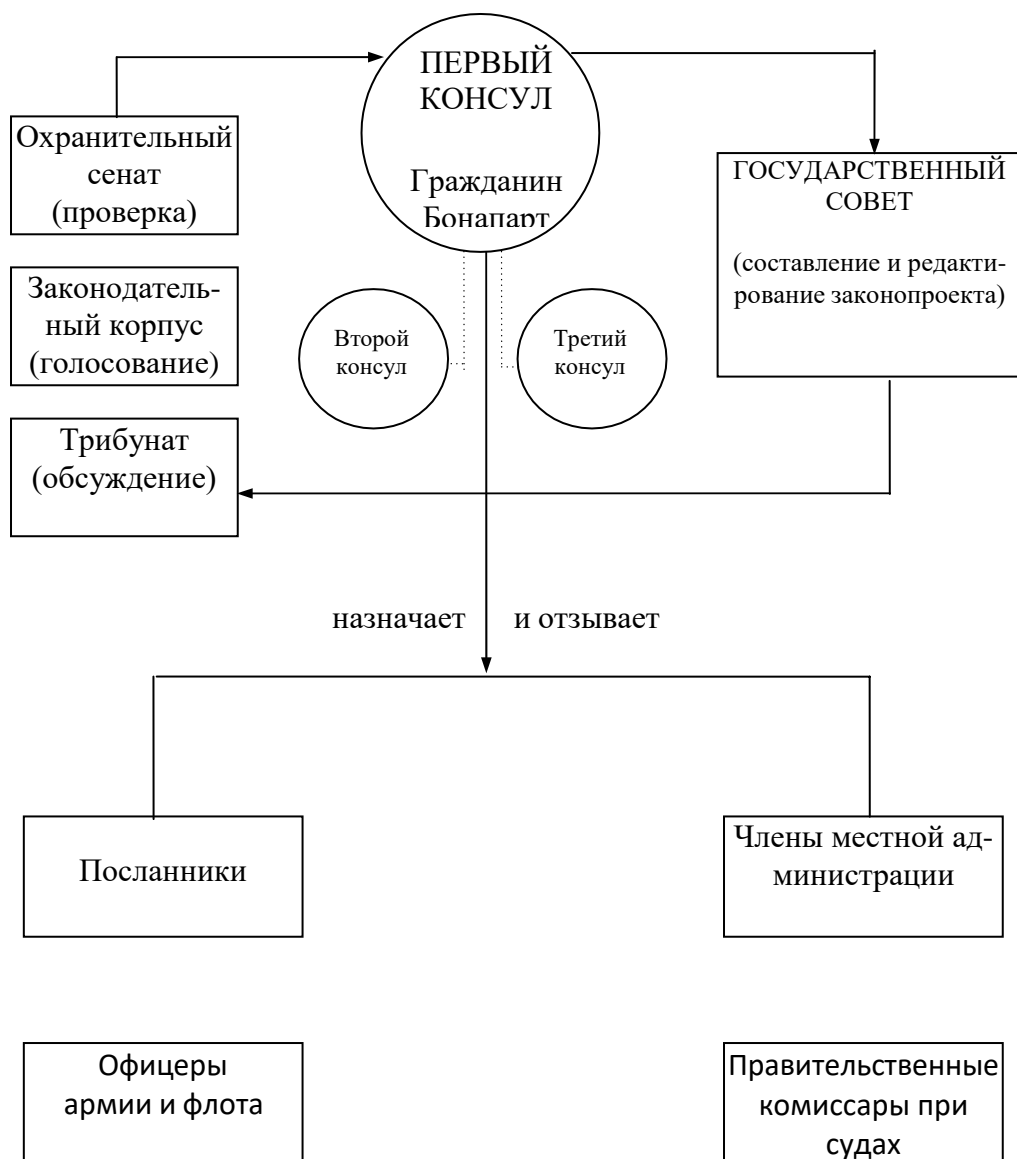 ПЕРВЫЙ
КОНСУЛ
Гражданин
Бонапарт
Охранительный
сенат
(проверка)
ГОСУДАРСТВЕННЫЙ
СОВЕТ
(составление и редакти-
рование законопроекта)
Законодатель-
ный корпус
(голосование)
Второй
консул
Третий
консул
Трибунат
(обсуждение)
назначает и отзывает
Посланники
Члены местной ад-
министрации
Офицеры
армии и флота
Правительственные
комиссары при
судах